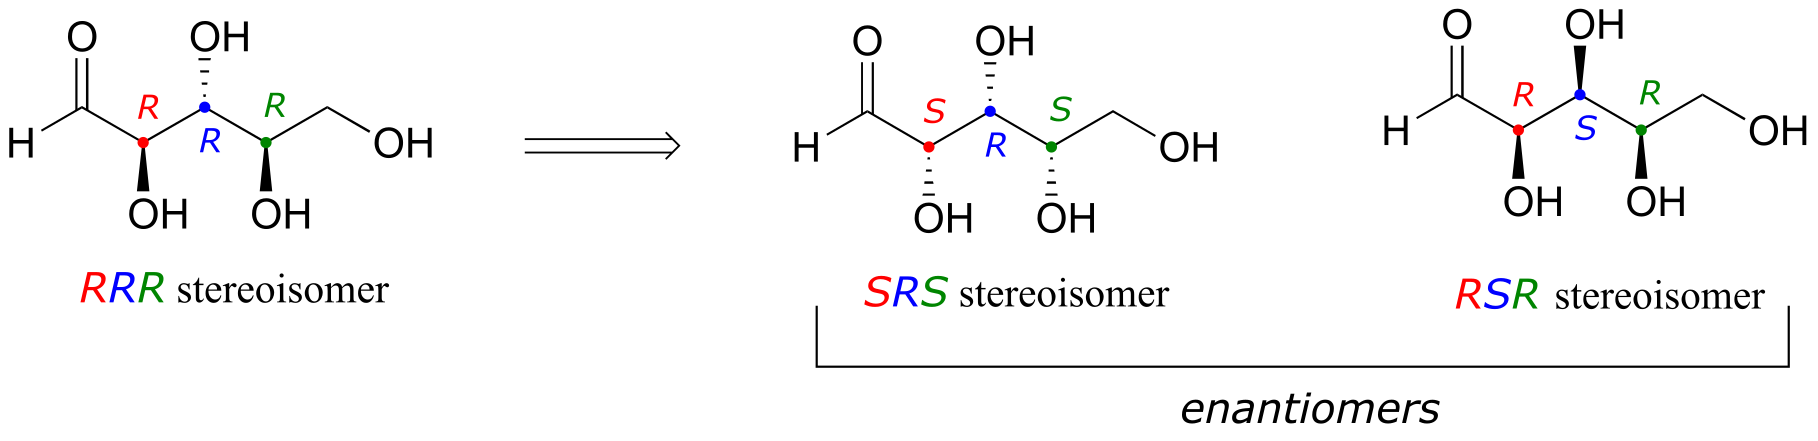 O OH
R R
H R OH
OH OH
RRR stereoisomer
O OH
S S
H R OH
OH OH
SRS stereoisomer
O OH
R R
H S OH
OH OH
RSR stereoisomer
enantiomers